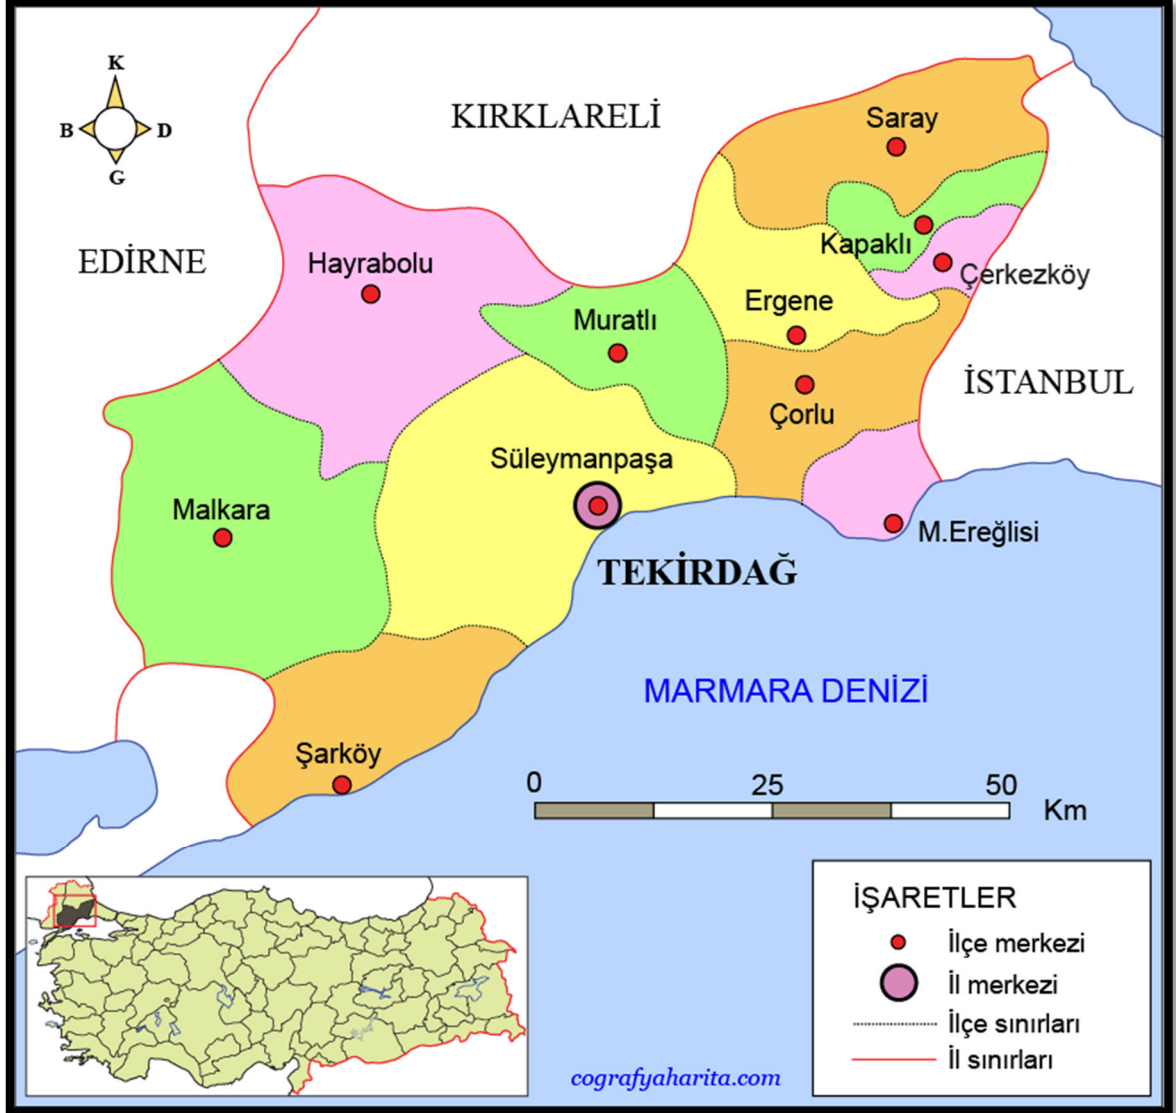 K
B D
G
KIRKLARELİ
EDİRNE
İSTANBUL
Saray
Kapaklı
Çerkezköy
Hayrabolu
Muratlı
Ergene
Çorlu
Süleymanpaşa
Malkara
M.Ereğlisi
TEKİRDAĞ
MARMARA DENİZİ
Şarköy
0 25 50
Km
İŞARETLER
İlçe merkezi
İl merkezi
İlçe sınırları
İl sınırları
cografyaharita.com